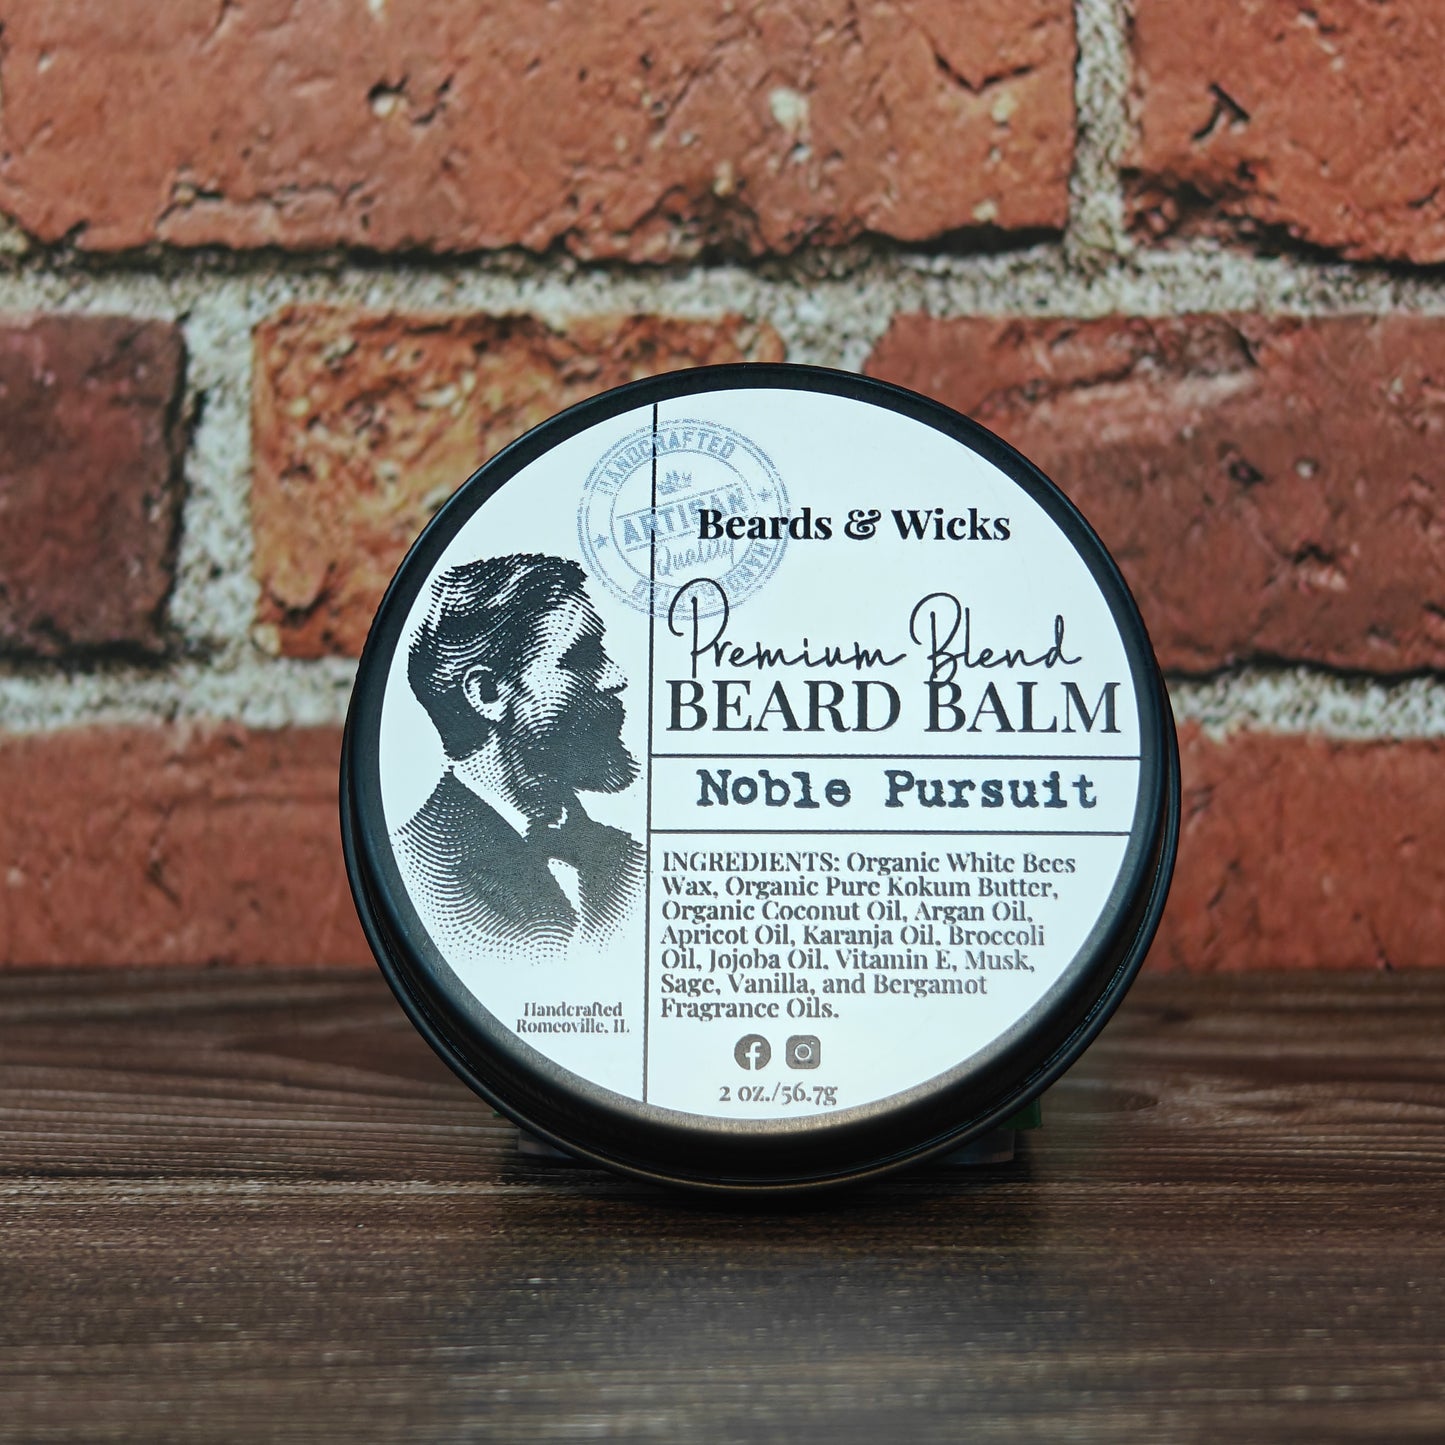 HANDCRAFTED
ARTISAN
Quality
Beards & Wicks
Premium Blend
BEARD BALM
Noble Pursuit
INGREDIENTS: Organic White Bees
Wax, Organic Pure Kokum Butter,
Organic Coconut Oil, Argan Oil,
Apricot Oil, Karanja Oil, Broccoli
Oil, Jojoba Oil, Vitamin E, Musk,
Sage, Vanilla, and Bergamot
Fragrance Oils.
Handcrafted
Romeoville, IL
2 oz./56.7g